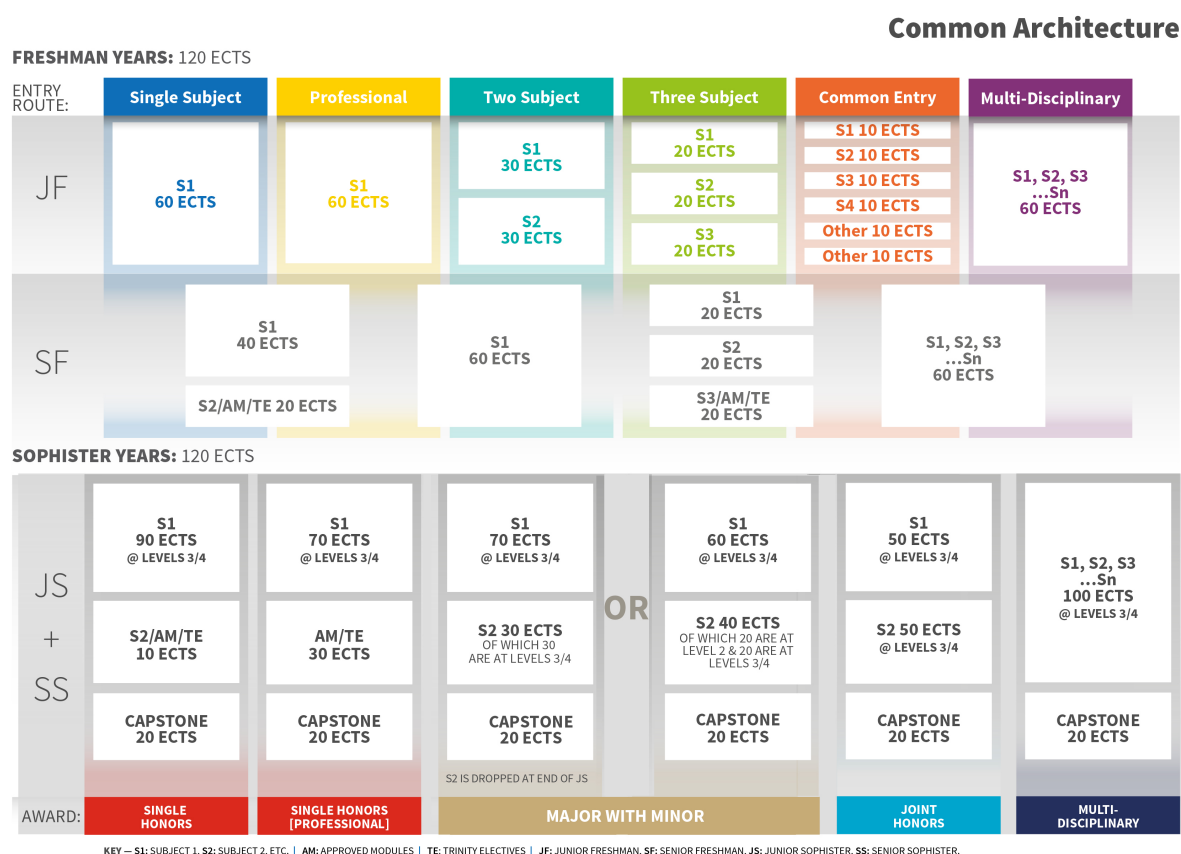 Common Architecture
FRESHMAN YEARS: 120 ECTS
ENTRY
ROUTE:
Single Subject
Professional
Two Subject
Three Subject
Common Entry
Multi-Disciplinary
JF
S1
60 ECTS
S1
60 ECTS
S1
30 ECTS
S2
30 ECTS
S1
20 ECTS
S2
20 ECTS
S3
20 ECTS
S1 10 ECTS
S2 10 ECTS
S3 10 ECTS
S4 10 ECTS
Other 10 ECTS
Other 10 ECTS
S1, S2, S3
...Sn
60 ECTS
SF
S1
40 ECTS
S2/AM/TE 20 ECTS
S1
60 ECTS
S1
20 ECTS
S2
20 ECTS
S3/AM/TE
20 ECTS
S1, S2, S3
...Sn
60 ECTS
SOPHISTER YEARS: 120 ECTS
JS
+
SS
S1
90 ECTS
@ LEVELS 3/4
S2/AM/TE
10 ECTS
CAPSTONE
20 ECTS
S1
70 ECTS
@ LEVELS 3/4
AM/TE
30 ECTS
CAPSTONE
20 ECTS
S1
70 ECTS
@ LEVELS 3/4
S2 30 ECTS
OF WHICH 30
ARE AT LEVELS 3/4
CAPSTONE
20 ECTS
S2 IS DROPPED AT END OF JS
OR
S1
60 ECTS
@ LEVELS 3/4
S2 40 ECTS
OF WHICH 20 ARE AT
LEVEL 2 & 20 ARE AT
LEVELS 3/4
CAPSTONE
20 ECTS
S1
50 ECTS
@ LEVELS 3/4
S2 50 ECTS
@ LEVELS 3/4
CAPSTONE
20 ECTS
S1, S2, S3
...Sn
100 ECTS
@ LEVELS 3/4
CAPSTONE
20 ECTS
AWARD:
SINGLE
HONORS
SINGLE HONORS
[PROFESSIONAL]
MAJOR WITH MINOR
JOINT
HONORS
MULTI-
DISCIPLINARY
KEY — S1: SUBJECT 1, S2: SUBJECT 2, ETC. | AM: APPROVED MODULES | TE: TRINITY ELECTIVES | JF: JUNIOR FRESHMAN, SF: SENIOR FRESHMAN, JS: JUNIOR SOPHISTER, SS: SENIOR SOPHISTER.